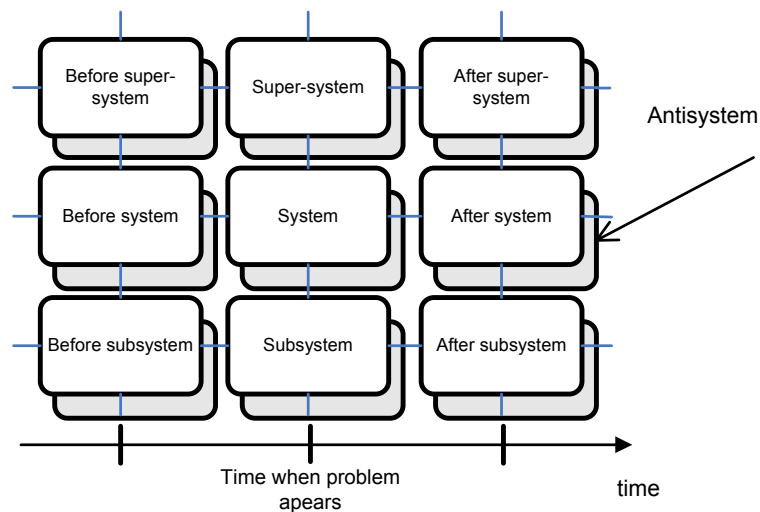 Before super-
system
Super-system
After super-
system
Antisystem
Before system
System
After system
Before subsystem
Subsystem
After subsystem
Time when problem
apears
time